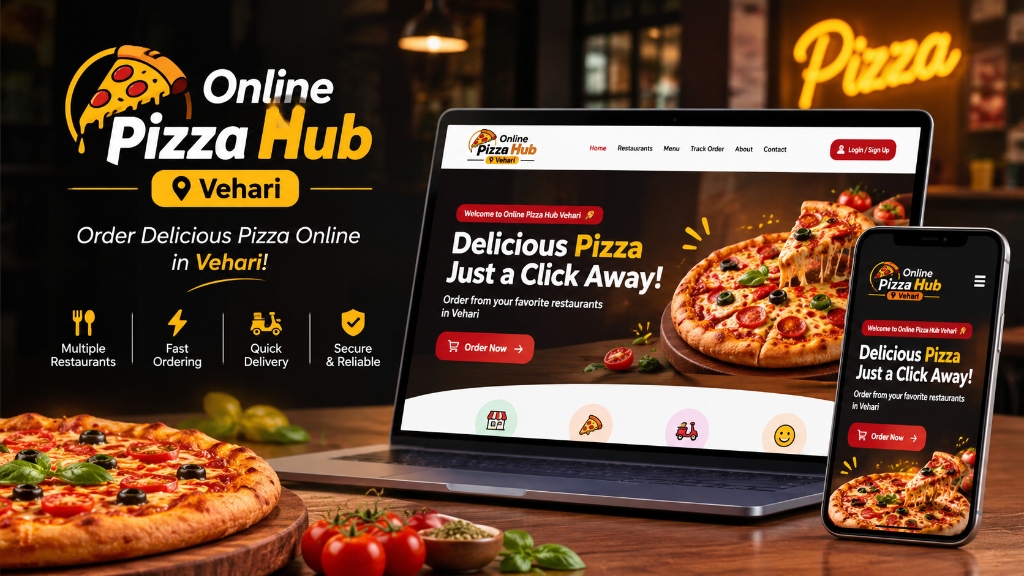 Online
Pizza Hub
Vehari
Order Delicious Pizza Online
in Vehari!
Multiple
Restaurants
Fast
Ordering
Quick
Delivery
Secure
& Reliable
Pizza
Online
Pizza Hub
Vehari
Home Restaurants Menu Track Order About Contact
Login / Sign Up
Welcome to Online Pizza Hub Vehari
Delicious Pizza
Just a Click Away!
Order from your favorite restaurants
in Vehari
Order Now →
Online
Pizza Hub
Vehari
Welcome to Online Pizza Hub Vehari
Delicious Pizza
Just a Click Away!
Order from your favorite restaurants
in Vehari
Order Now →